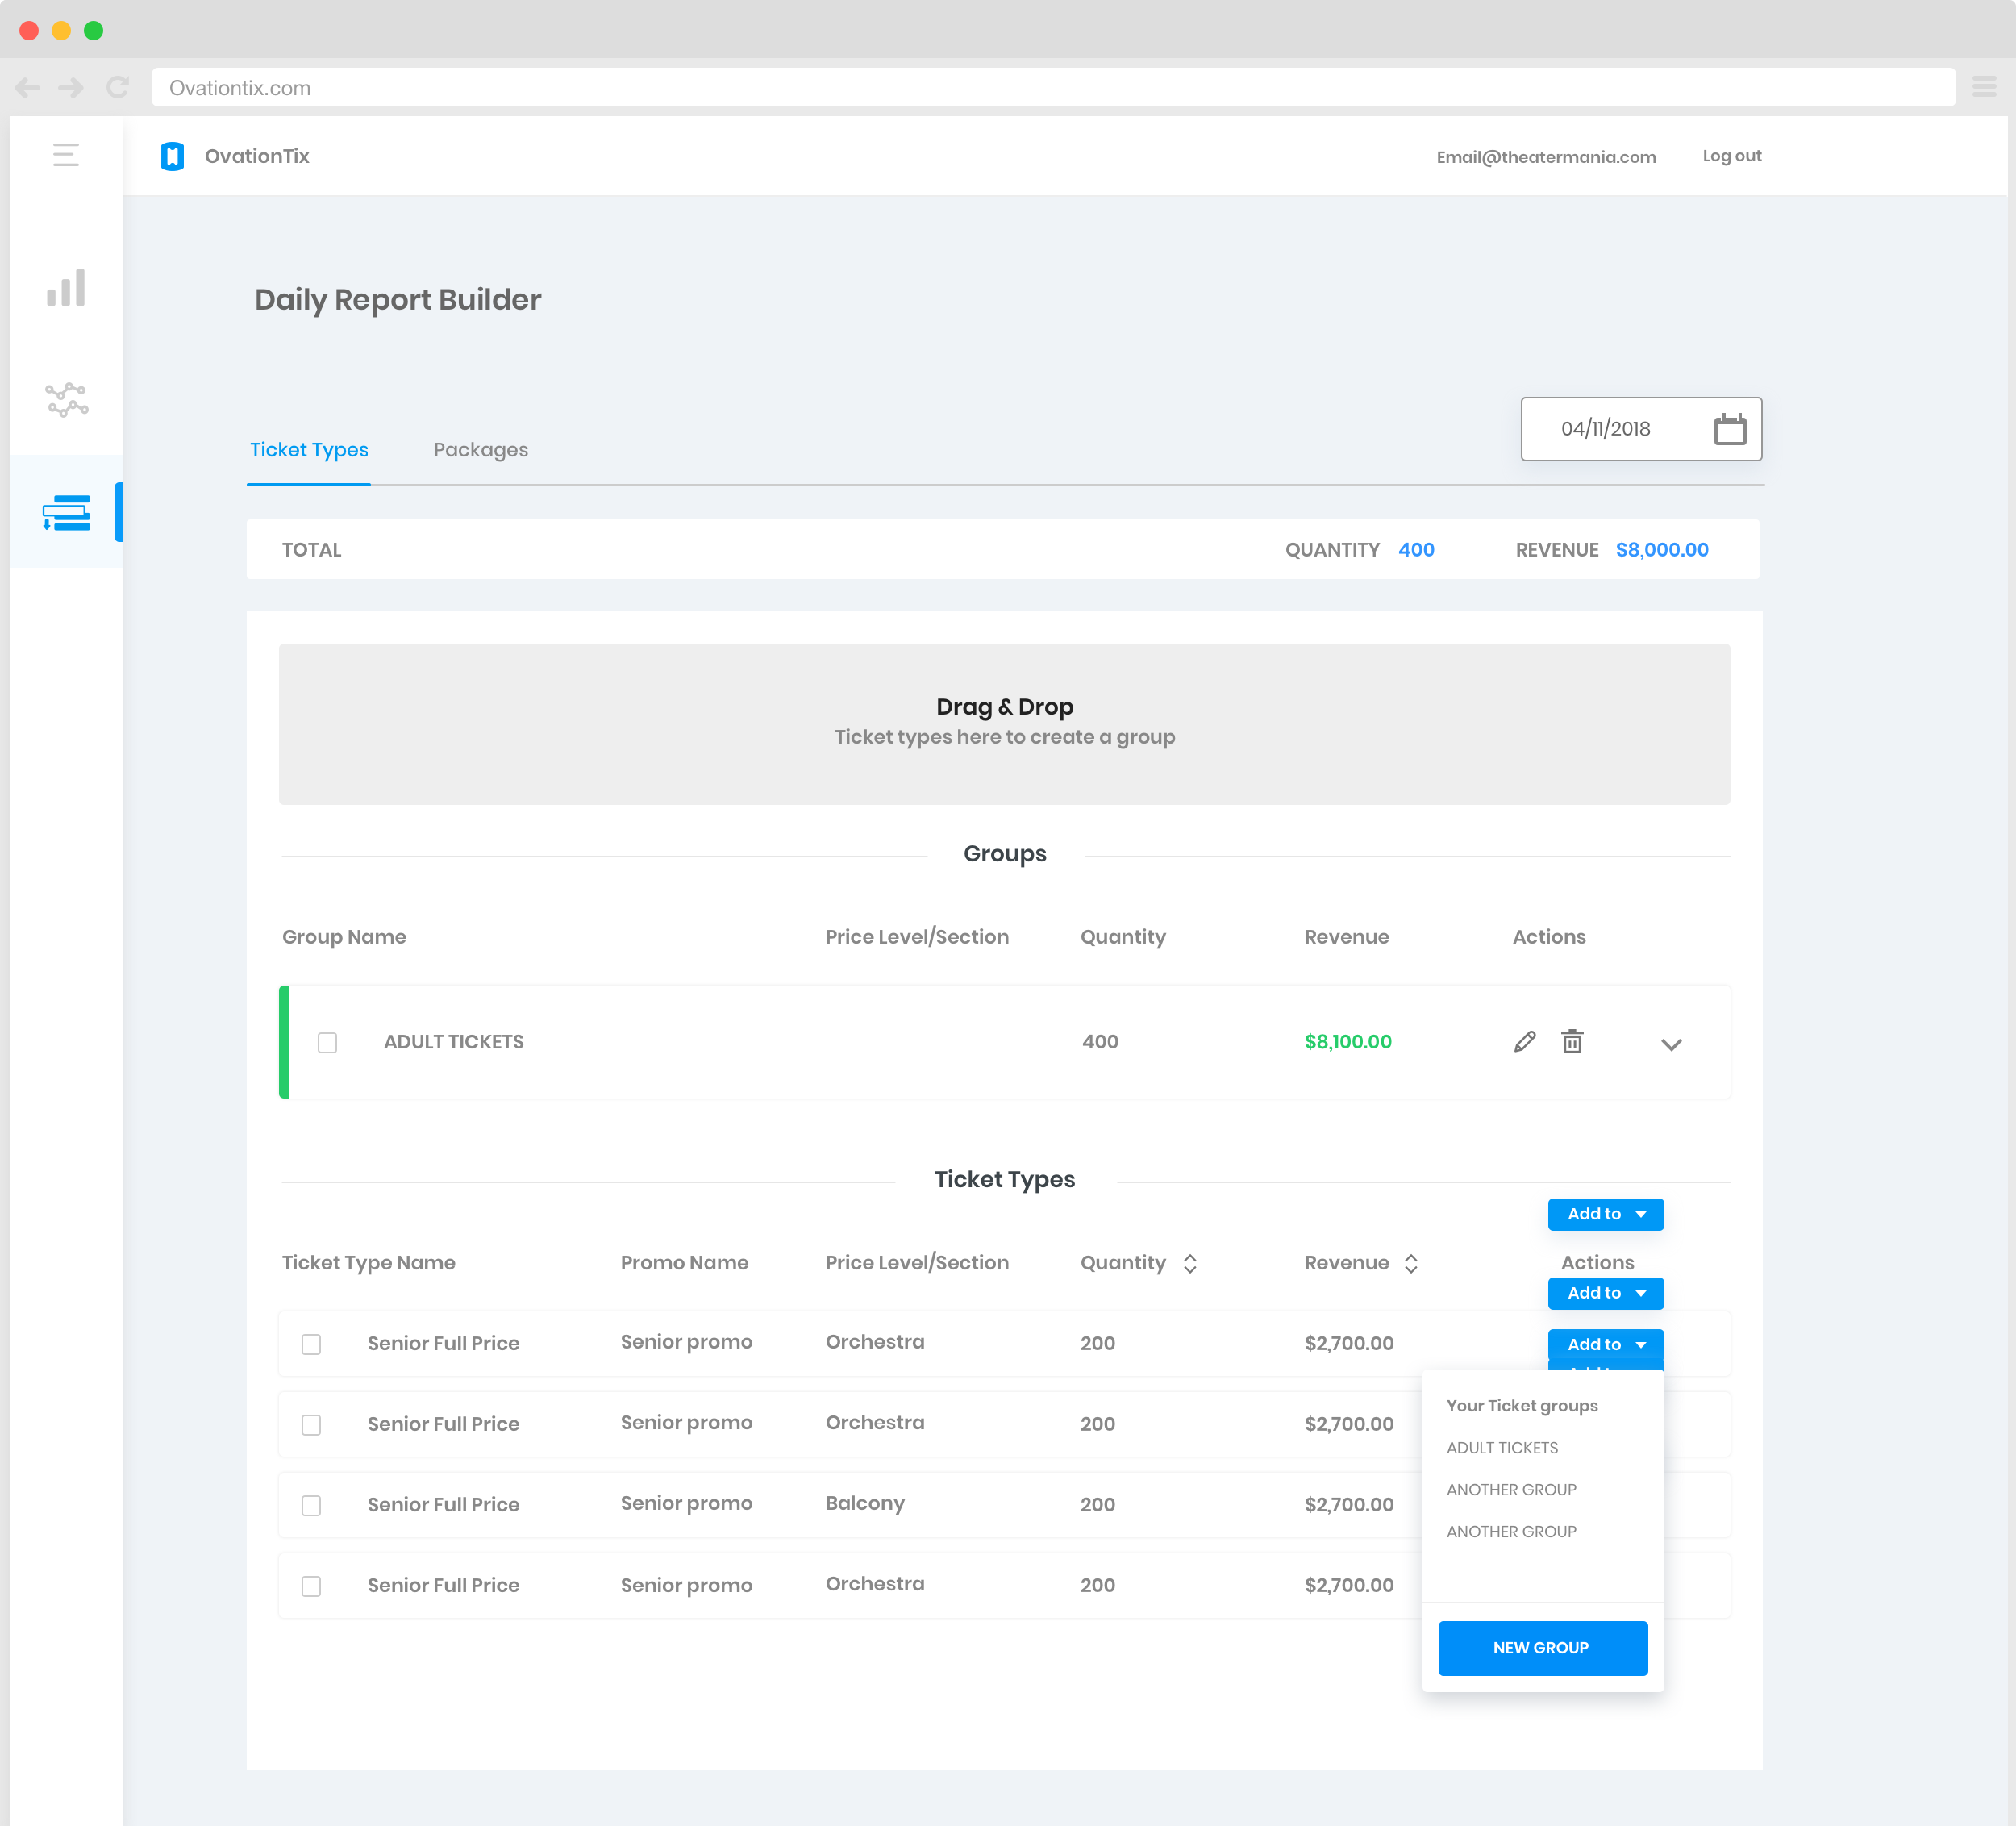 Ovationtix.com
OvationTix
Email@theatermania.com
Log out
Daily Report Builder
04/11/2018
Ticket Types
Packages
TOTAL
QUANTITY 400
REVENUE $8,000.00
Drag & Drop
Ticket types here to create a group
Groups
Group Name
Price Level/Section
Quantity
Revenue
Actions
ADULT TICKETS
400
$8,100.00
Ticket Types
Add to
Ticket Type Name
Promo Name
Price Level/Section
Quantity
Revenue
Actions
Add to
Senior Full Price
Senior promo
Orchestra
200
$2,700.00
Add to
Senior Full Price
Senior promo
Orchestra
200
$2,700.00
Senior Full Price
Senior promo
Balcony
200
$2,700.00
Senior Full Price
Senior promo
Orchestra
200
$2,700.00
Your Ticket groups
ADULT TICKETS
ANOTHER GROUP
ANOTHER GROUP
NEW GROUP